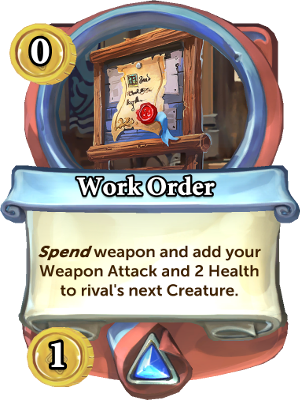 0
Work Order
Spend weapon and add your
Weapon Attack and 2 Health
to rival's next Creature.
1